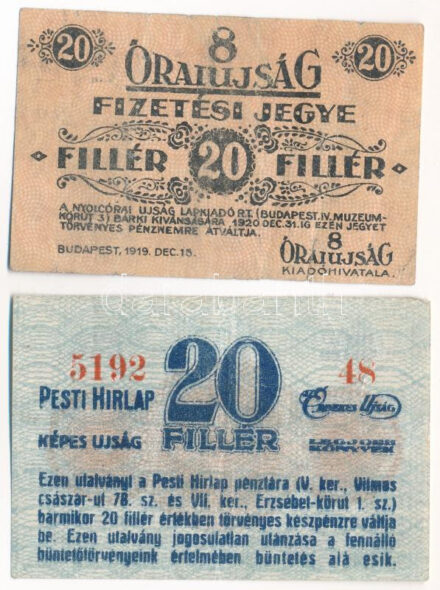 20 8 20
ÓRAIUJSÁG
FIZETÉSI JEGYE
FILLÉR 20 FILLÉR
A NYOLCÓRAI UJSÁG LAPKIADÓ R.T. (BUDAPEST, IV. MUZEUM-
KÖRUT 3) BÁRKI KIVÁNSÁGÁRA 1920 DEC. 31.IG EZEN JEGYET
TÖRVÉNYES PÉNZNEMRE ÁTVÁLTJA.
BUDAPEST, 1919. DEC. 15.
8
ÓRAIUJSÁG
KIADÓHIVATALA.
5192 20 48
PESTI HIRLAP Érdekes Ujság
KÉPES UJSÁG FILLÉR LEGJOBB
KÖNYVEK
Ezen utalványt a Pesti Hirlap pénztára (V. ker., Vilmos
császár-ut 78. sz. és VII. ker., Erzsébet-körut 1. sz.)
bármikor 20 fillér értékben törvényes készpénzre váltja
be. Ezen utalvány jogosulatlan utánzása a fennálló
büntetőtörvényeink értelmében büntetés alá esik.